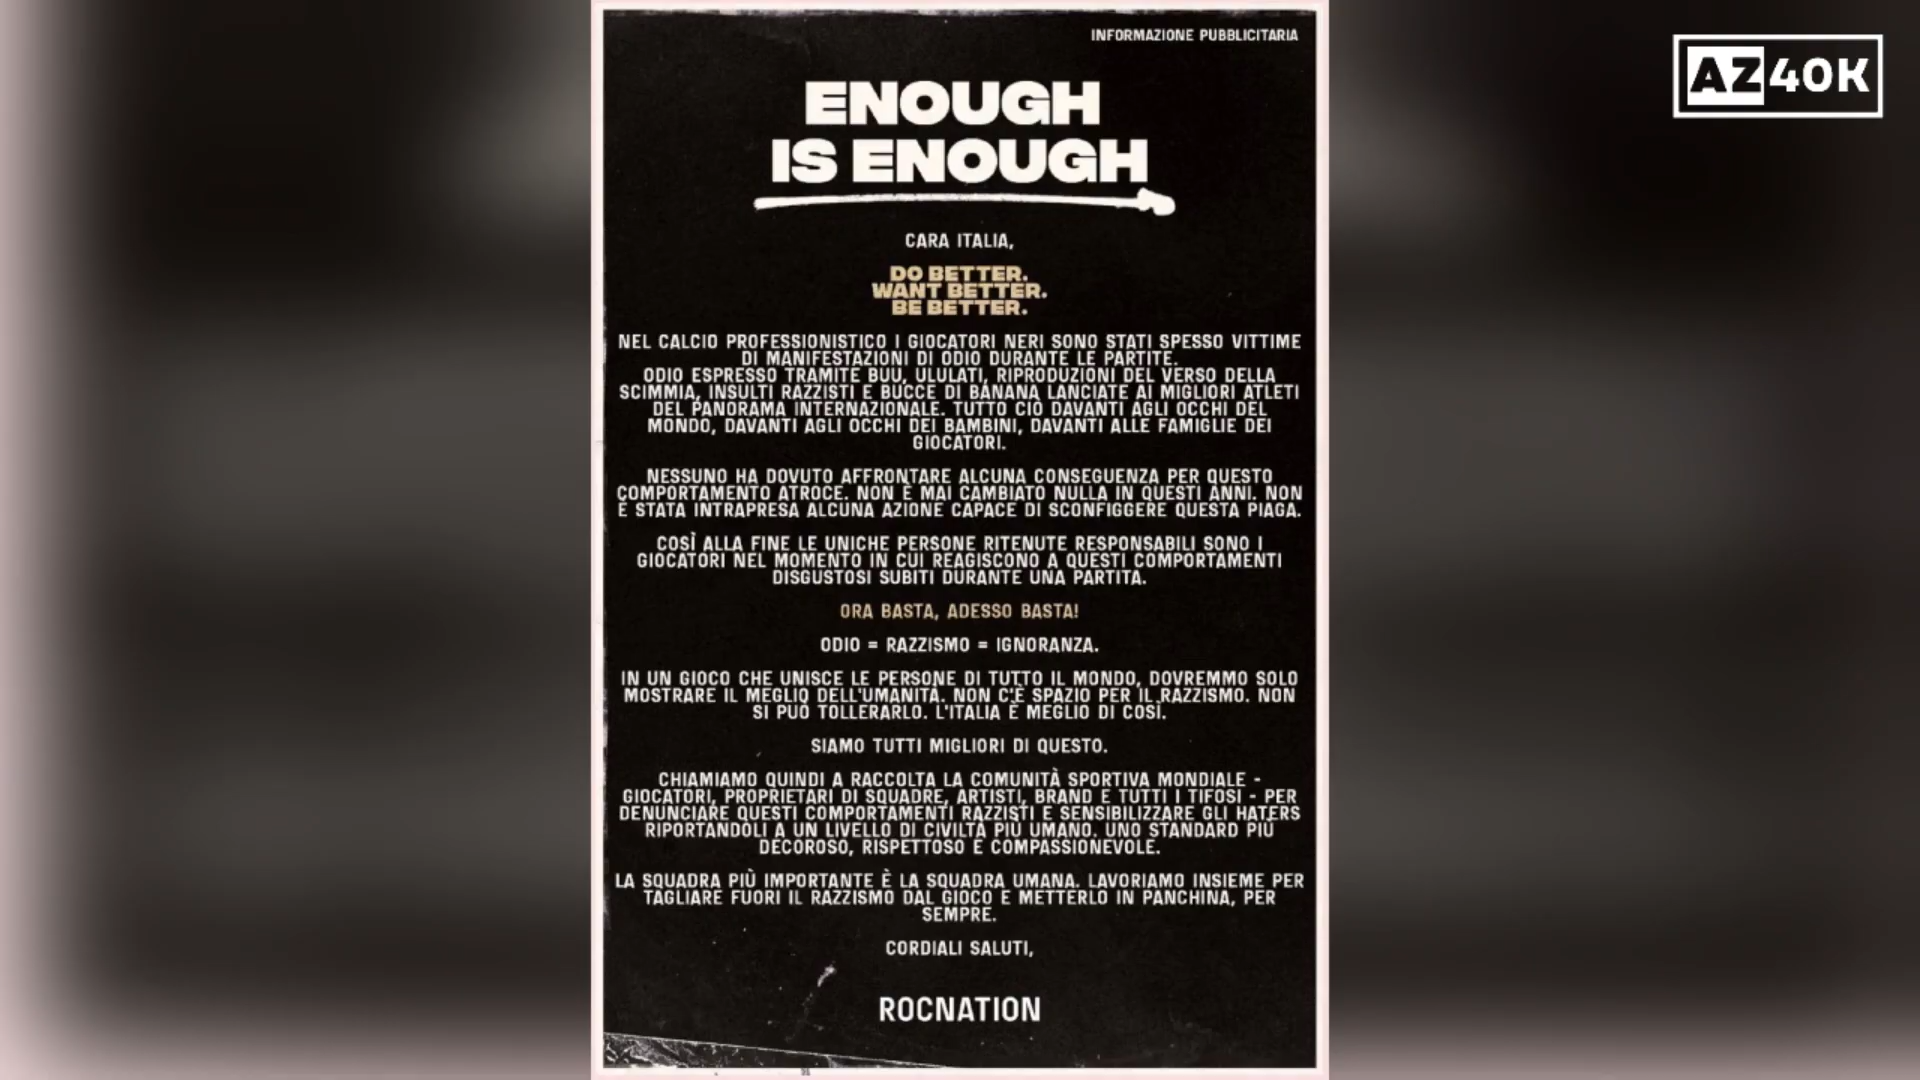 INFORMAZIONE PUBBLICITARIA
AZ40K
ENOUGH
IS ENOUGH
CARA ITALIA,
DO BETTER.
WANT BETTER.
BE BETTER.
NEL CALCIO PROFESSIONISTICO I GIOCATORI NERI SONO STATI SPESSO VITTIME
DI MANIFESTAZIONI DI ODIO DURANTE LE PARTITE.
ODIO ESPRESSO TRAMITE BUU, ULULATI, RIPRODUZIONI DEL VERSO DELLA
SCIMMIA, INSULTI RAZZISTI E BUCCE DI BANANA LANCIATE AI MIGLIORI ATLETI
DEL PANORAMA INTERNAZIONALE. TUTTO CIÒ DAVANTI AGLI OCCHI DEL
MONDO, DAVANTI AGLI OCCHI DEI BAMBINI, DAVANTI ALLE FAMIGLIE DEI
GIOCATORI.
NESSUNO HA DOVUTO AFFRONTARE ALCUNA CONSEGUENZA PER QUESTO
COMPORTAMENTO ATROCE. NON È MAI CAMBIATO NULLA IN QUESTI ANNI. NON
È STATA INTRAPRESA ALCUNA AZIONE CAPACE DI SCONFIGGERE QUESTA PIAGA.
COSÌ ALLA FINE LE UNICHE PERSONE RITENUTE RESPONSABILI SONO I
GIOCATORI NEL MOMENTO IN CUI REAGISCONO A QUESTI COMPORTAMENTI
DISGUSTOSI SUBITI DURANTE UNA PARTITA.
ORA BASTA, ADESSO BASTA!
ODIO = RAZZISMO = IGNORANZA.
IN UN GIOCO CHE UNISCE LE PERSONE DI TUTTO IL MONDO, DOVREMMO SOLO
MOSTRARE IL MEGLIO DELL'UMANITÀ. NON C'È SPAZIO PER IL RAZZISMO. NON
SI PUÒ TOLLERARLO. L'ITALIA È MEGLIO DI COSÌ.
SIAMO TUTTI MIGLIORI DI QUESTO.
CHIAMIAMO QUINDI A RACCOLTA LA COMUNITÀ SPORTIVA MONDIALE -
GIOCATORI, PROPRIETARI DI SQUADRE, ARTISTI, BRAND E TUTTI I TIFOSI - PER
DENUNCIARE QUESTI COMPORTAMENTI RAZZISTI E SENSIBILIZZARE GLI HATERS
RIPORTANDOLI A UN LIVELLO DI CIVILTÀ PIÙ UMANO. UNO STANDARD PIÙ
DECOROSO, RISPETTOSO E COMPASSIONEVOLE.
LA SQUADRA PIÙ IMPORTANTE È LA SQUADRA UMANA. LAVORIAMO INSIEME PER
TAGLIARE FUORI IL RAZZISMO DAL GIOCO E METTERLO IN PANCHINA, PER
SEMPRE.
CORDIALI SALUTI,
ROCNATION